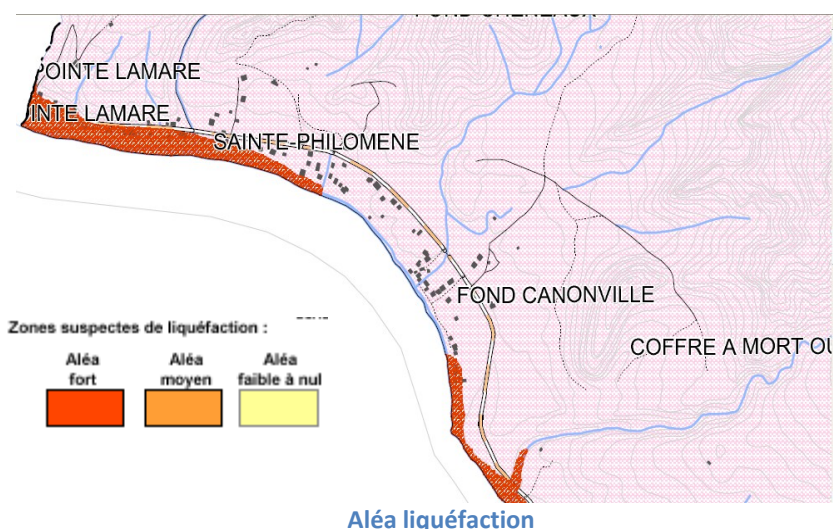 POINTE LAMARE
INTE LAMARE
SAINTE-PHILOMENE
FOND CANONVILLE
COFFRE A MORT OU
Zones suspectes de liquéfaction :
Aléa fort
Aléa moyen
Aléa faible à nul
Aléa liquéfaction